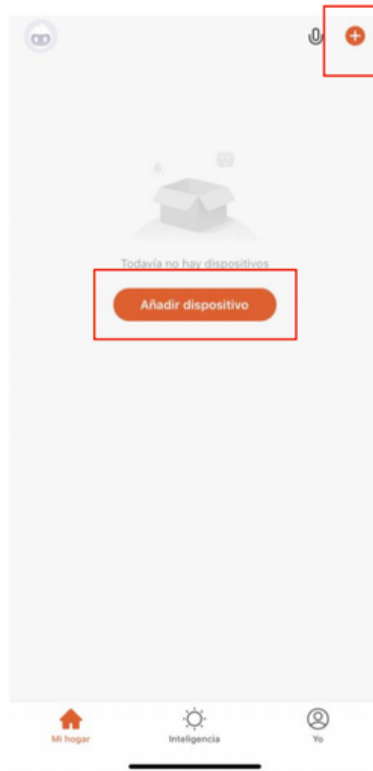 Todavía no hay dispositivos
Añadir dispositivo
Mi hogar
Inteligencia
Yo